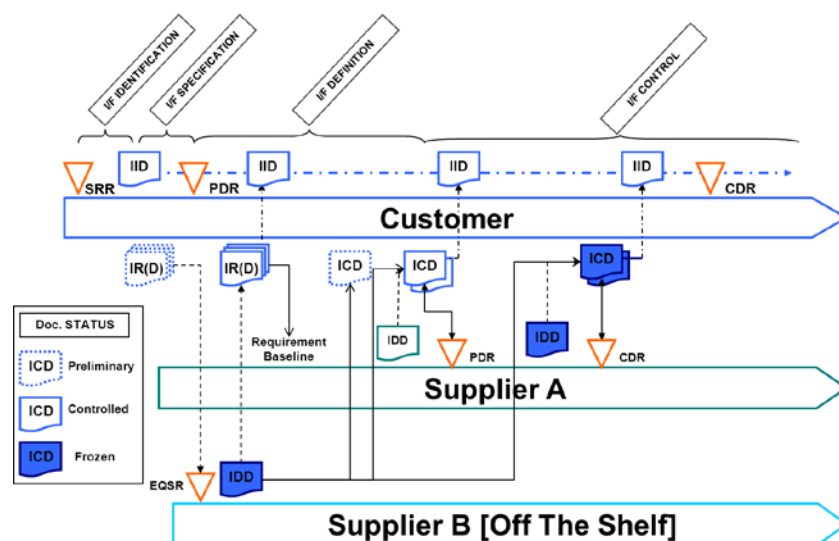 I/F IDENTIFICATION
I/F SPECIFICATION
I/F DEFINITION
I/F CONTROL
IID
IID
IID
IID
SRR
PDR
CDR
Customer
IR(D)
IR(D)
ICD
ICD
ICD
Requirement
Baseline
IDD
IDD
PDR
CDR
Supplier A
Doc. STATUS
ICD
Preliminary
ICD
Controlled
ICD
Frozen
EQSR
IDD
Supplier B [Off The Shelf]